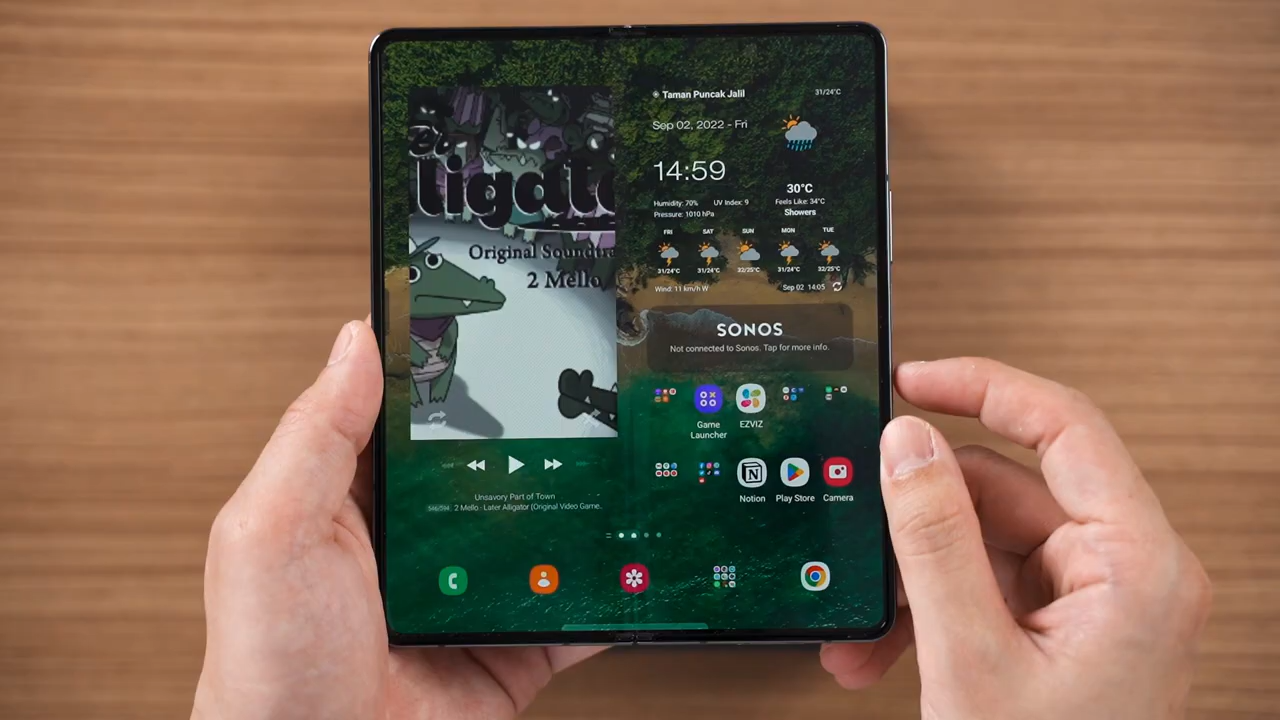 ligato
Original Soundtra
2 Mello
Unsavory Part of Town
546/594 2 Mello - Later Alligator (Original Video Game.
Taman Puncak Jalil
31/24°C
Sep 02, 2022 - Fri
14:59
30°C
Humidity: 70% UV Index: 9
Feels Like: 34°C
Pressure: 1010 hPa
Showers
FRI SAT SUN MON TUE
31/24°C 31/24°C 32/25°C 31/24°C 32/25°C
Wind: 11 km/h W
Sep 02 14:05
SONOS
Not connected to Sonos. Tap for more info.
Game
Launcher
EZVIZ
Notion
Play Store
Camera